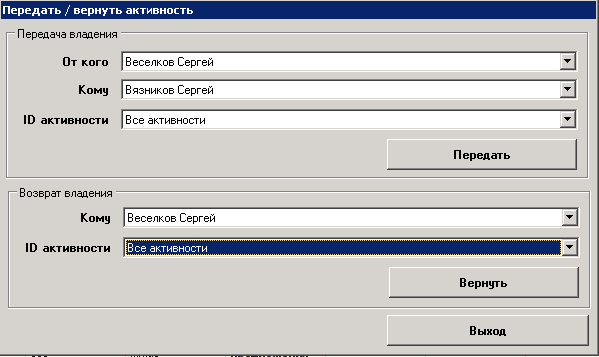 Передать / вернуть активность
Передача владения
От кого Веселков Сергей
Кому Вязников Сергей
ID активности Все активности
Передать
Возврат владения
Кому Веселков Сергей
ID активности Все активности
Вернуть
Выход